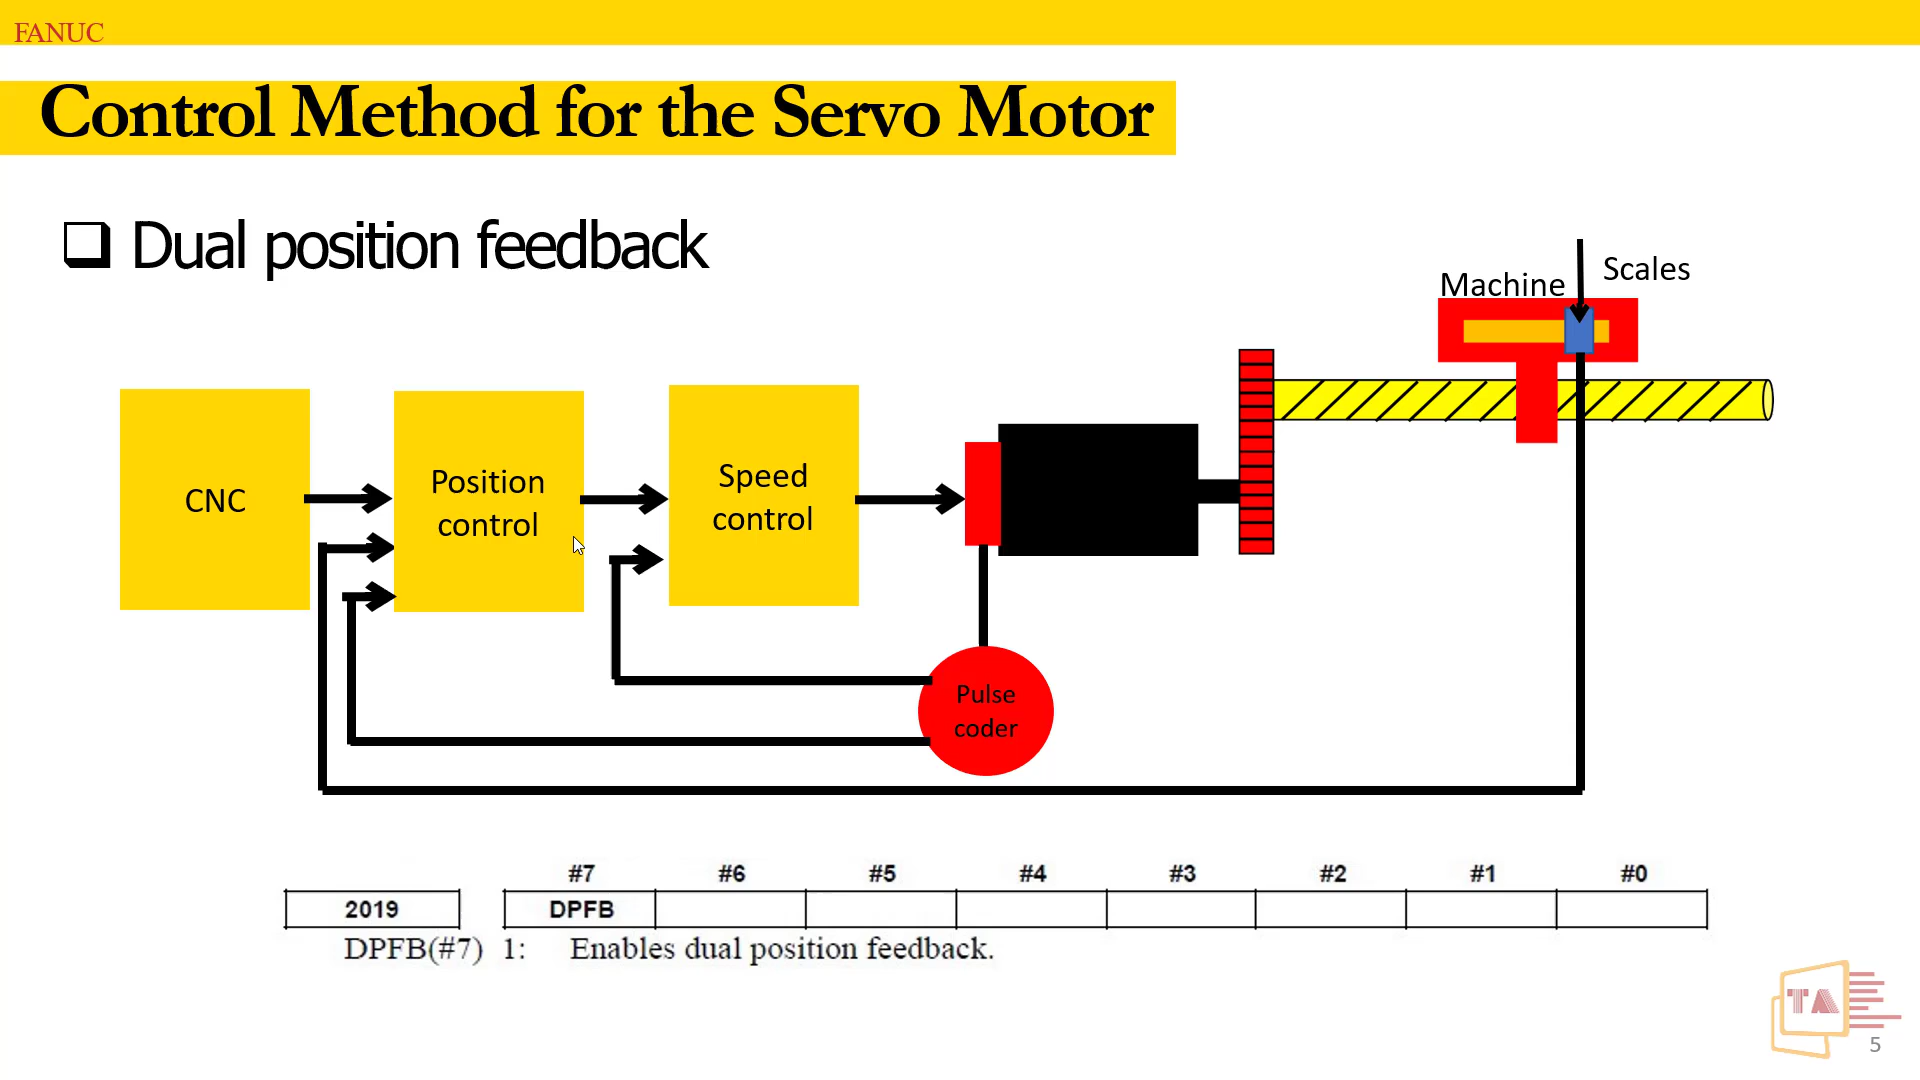 FANUC
Control Method for the Servo Motor
Dual position feedback
Scales
Machine
CNC
Position
control
Speed
control
Pulse
coder
#7 #6 #5 #4 #3 #2 #1 #0
2019 DPFB
DPFB(#7) 1: Enables dual position feedback.
TA
5